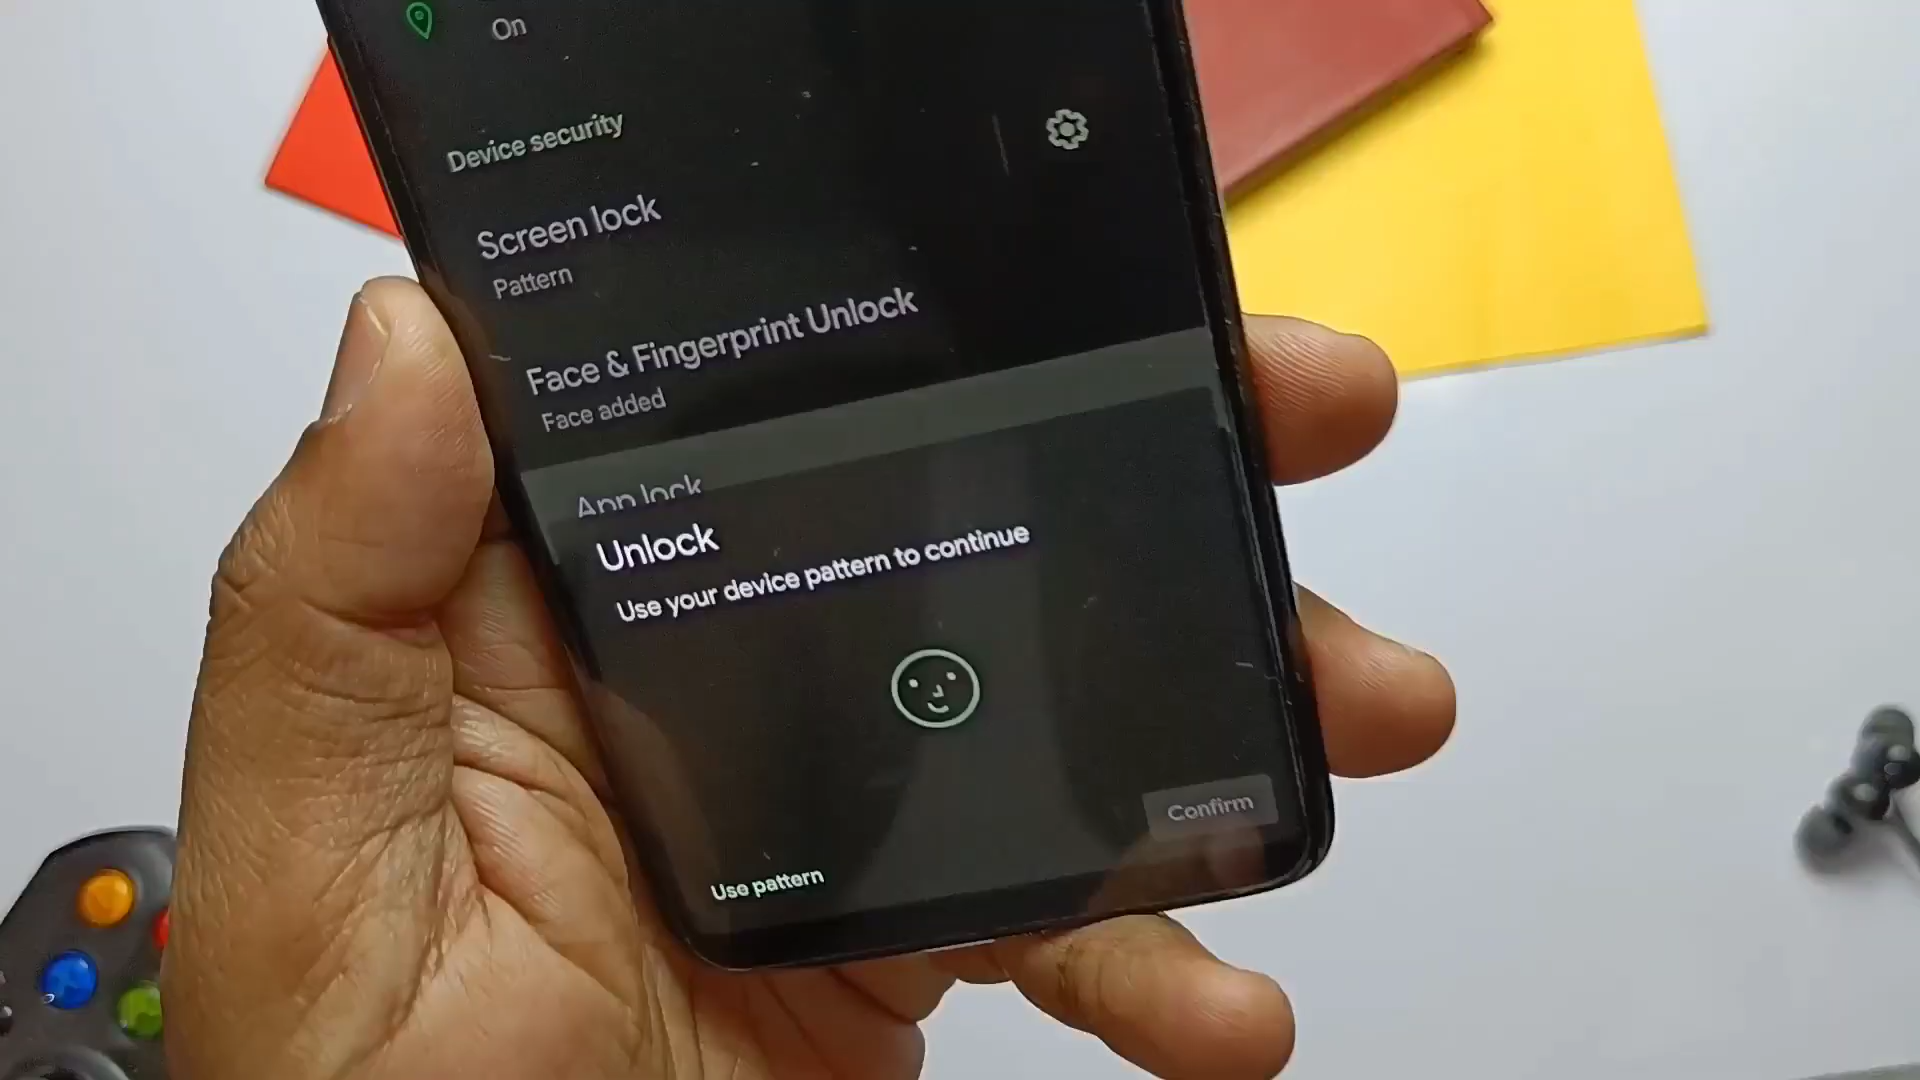 On
Device security
Screen lock
Pattern
Face & Fingerprint Unlock
Face added
App lock
Unlock
Use your device pattern to continue
Confirm
Use pattern